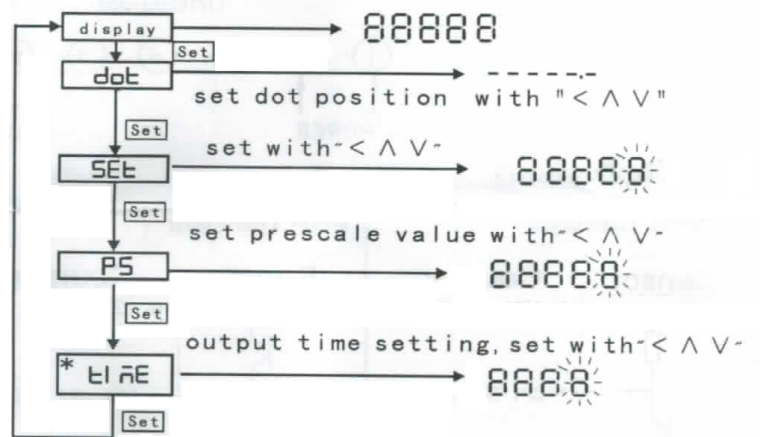 display 88888
Set
dot -----.-
set dot position with "< ∧ ∨"
Set
set with"< ∧ ∨"
SEt 88888
Set
set prescale value with"< ∧ ∨"
PS 88888
Set
output time setting, set with"< ∧ ∨"
* timE 8888
Set